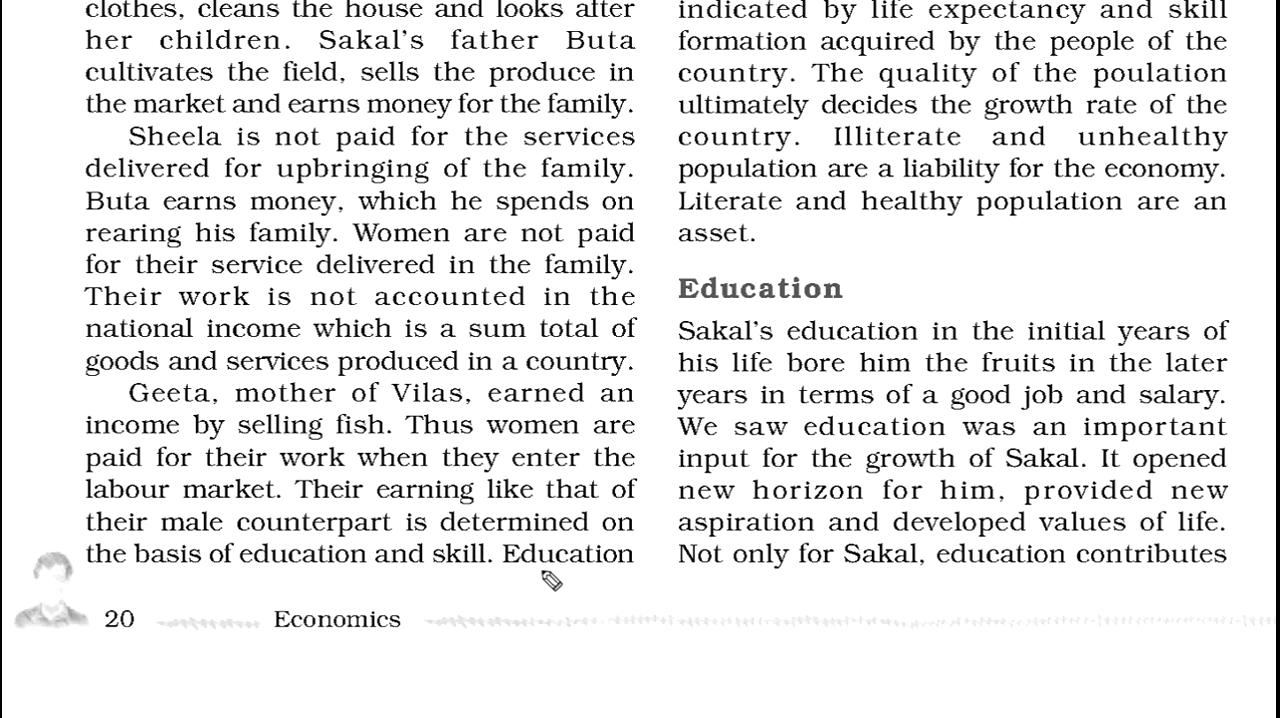 clothes, cleans the house and looks after
her children. Sakal's father Buta
cultivates the field, sells the produce in
the market and earns money for the family.
Sheela is not paid for the services
delivered for upbringing of the family.
Buta earns money, which he spends on
rearing his family. Women are not paid
for their service delivered in the family.
Their work is not accounted in the
national income which is a sum total of
goods and services produced in a country.
Geeta, mother of Vilas, earned an
income by selling fish. Thus women are
paid for their work when they enter the
labour market. Their earning like that of
their male counterpart is determined on
the basis of education and skill. Education
indicated by life expectancy and skill
formation acquired by the people of the
country. The quality of the poulation
ultimately decides the growth rate of the
country. Illiterate and unhealthy
population are a liability for the economy.
Literate and healthy population are an
asset.
Education
Sakal's education in the initial years of
his life bore him the fruits in the later
years in terms of a good job and salary.
We saw education was an important
input for the growth of Sakal. It opened
new horizon for him, provided new
aspiration and developed values of life.
Not only for Sakal, education contributes
20 Economics